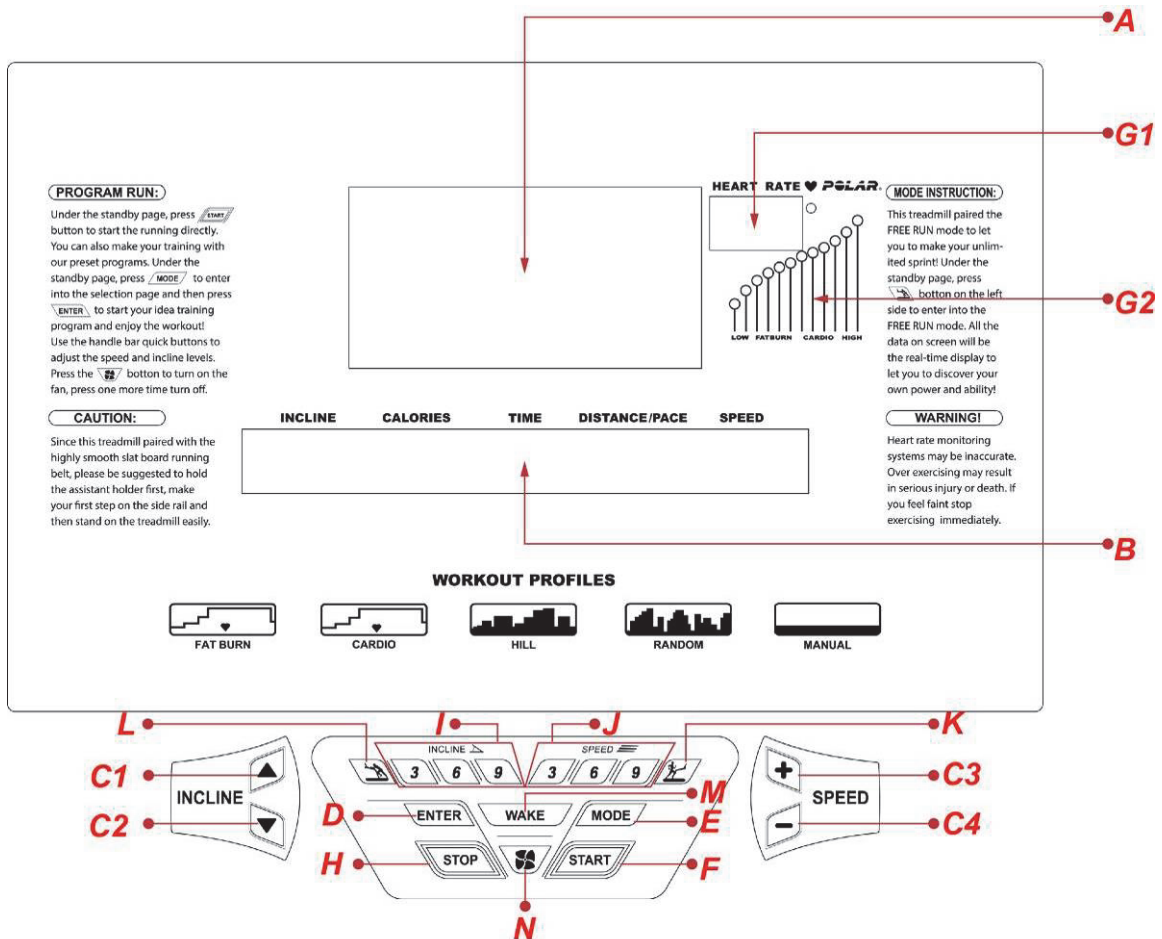 A
G1
G2
B
PROGRAM RUN:
Under the standby page, press START
button to start the running directly.
You can also make your training with
our preset programs. Under the
standby page, press MODE to enter
into the selection page and then press
ENTER to start your idea training
program and enjoy the workout!
Use the handle bar quick buttons to
adjust the speed and incline levels.
Press the botton to turn on the
fan, press one more time turn off.
CAUTION:
Since this treadmill paired with the
highly smooth slat board running
belt, please be suggested to hold
the assistant holder first, make
your first step on the side rail and
then stand on the treadmill easily.
HEART RATE ♥ POLAR.
LOW FATBURN CARDIO HIGH
MODE INSTRUCTION:
This treadmill paired the
FREE RUN mode to let
you to make your unlim-
ited sprint! Under the
standby page, press
botton on the left
side to enter into the
FREE RUN mode. All the
data on screen will be
the real-time display to
let you to discover your
own power and ability!
WARNING!
Heart rate monitoring
systems may be inaccurate.
Over exercising may result
in serious injury or death. If
you feel faint stop
exercising immediately.
INCLINE CALORIES TIME DISTANCE/PACE SPEED
WORKOUT PROFILES
FAT BURN CARDIO HILL RANDOM MANUAL
L I J K
INCLINE SPEED
3 6 9 3 6 9
C1 C3
INCLINE SPEED
C2 C4
D ENTER WAKE M MODE E
H STOP START F
N